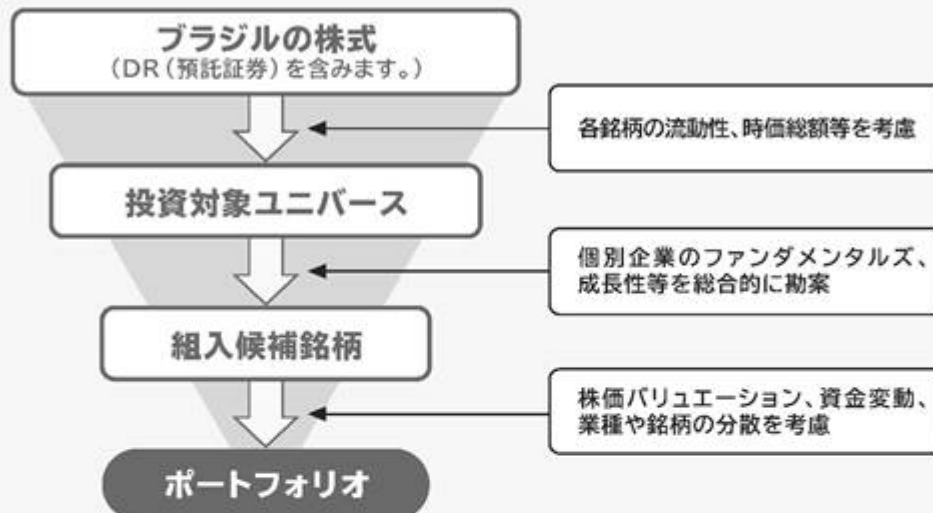 ブラジルの株式
(DR(預託証券)を含みます。)
各銘柄の流動性、時価総額等を考慮
投資対象ユニバース
個別企業のファンダメンタルズ、
成長性等を総合的に勘案
組入候補銘柄
株価バリュエーション、資金変動、
業種や銘柄の分散を考慮
ポートフォリオ